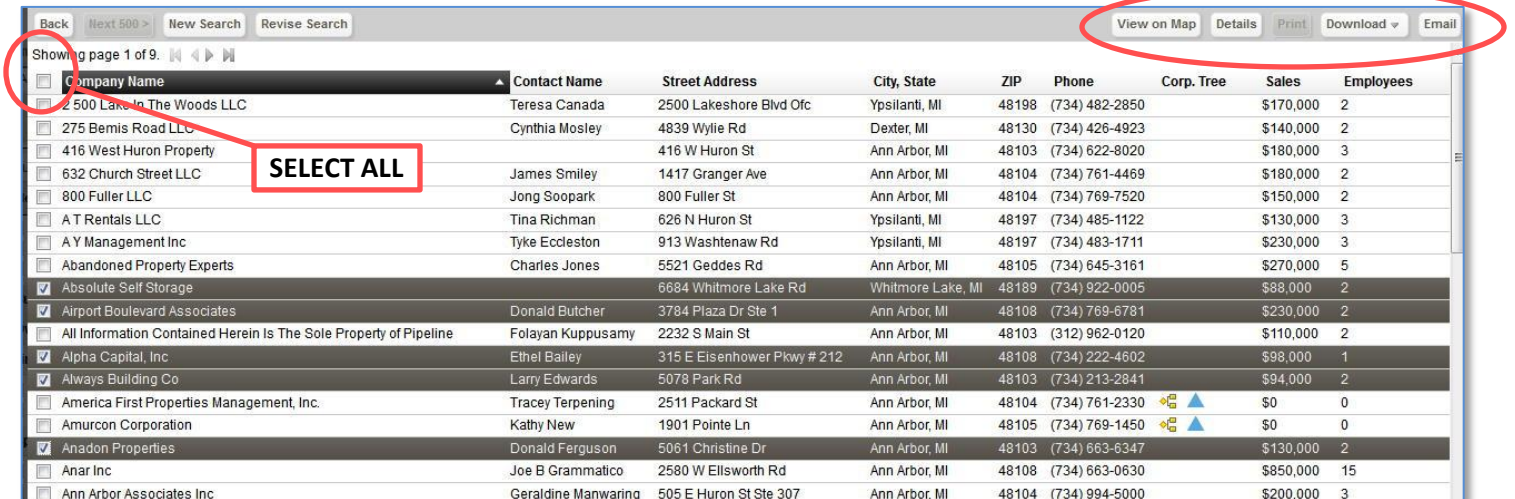 Back Next 500 > New Search Revise Search View on Map Details Print Download Email
Showing page 1 of 9.
Company Name Contact Name Street Address City, State ZIP Phone Corp. Tree Sales Employees
2 500 Lake In The Woods LLC Teresa Canada 2500 Lakeshore Blvd Ofc Ypsilanti, MI 48198 (734) 482-2850 $170,000 2
275 Bemis Road LLC Cynthia Mosley 4839 Wylie Rd Dexter, MI 48130 (734) 426-4923 $140,000 2
416 West Huron Property 416 W Huron St Ann Arbor, MI 48103 (734) 622-8020 $180,000 3
SELECT ALL
632 Church Street LLC James Smiley 1417 Granger Ave Ann Arbor, MI 48104 (734) 761-4469 $180,000 2
800 Fuller LLC Jong Soopark 800 Fuller St Ann Arbor, MI 48104 (734) 769-7520 $150,000 2
A T Rentals LLC Tina Richman 626 N Huron St Ypsilanti, MI 48197 (734) 485-1122 $130,000 3
A Y Management Inc Tyke Eccleston 913 Washtenaw Rd Ypsilanti, MI 48197 (734) 483-1711 $230,000 3
Abandoned Property Experts Charles Jones 5521 Geddes Rd Ann Arbor, MI 48105 (734) 645-3161 $270,000 5
Absolute Self Storage 6684 Whitmore Lake Rd Whitmore Lake, MI 48189 (734) 922-0005 $88,000 2
Airport Boulevard Associates Donald Butcher 3784 Plaza Dr Ste 1 Ann Arbor, MI 48108 (734) 769-6781 $230,000 2
All Information Contained Herein Is The Sole Property of Pipeline Folayan Kuppusamy 2232 S Main St Ann Arbor, MI 48103 (312) 962-0120 $110,000 2
Alpha Capital, Inc Ethel Bailey 315 E Eisenhower Pkwy # 212 Ann Arbor, MI 48108 (734) 222-4602 $98,000 1
Always Building Co Larry Edwards 5078 Park Rd Ann Arbor, MI 48103 (734) 213-2841 $94,000 2
America First Properties Management, Inc. Tracey Terpening 2511 Packard St Ann Arbor, MI 48104 (734) 761-2330 $0 0
Amurcon Corporation Kathy New 1901 Pointe Ln Ann Arbor, MI 48105 (734) 769-1450 $0 0
Anadon Properties Donald Ferguson 5061 Christine Dr Ann Arbor, MI 48103 (734) 663-6347 $130,000 2
Anar Inc Joe B Grammatico 2580 W Ellsworth Rd Ann Arbor, MI 48108 (734) 663-0630 $850,000 15
Ann Arbor Associates Inc Geraldine Manwaring 505 E Huron St Ste 307 Ann Arbor, MI 48104 (734) 994-5000 $200,000 3